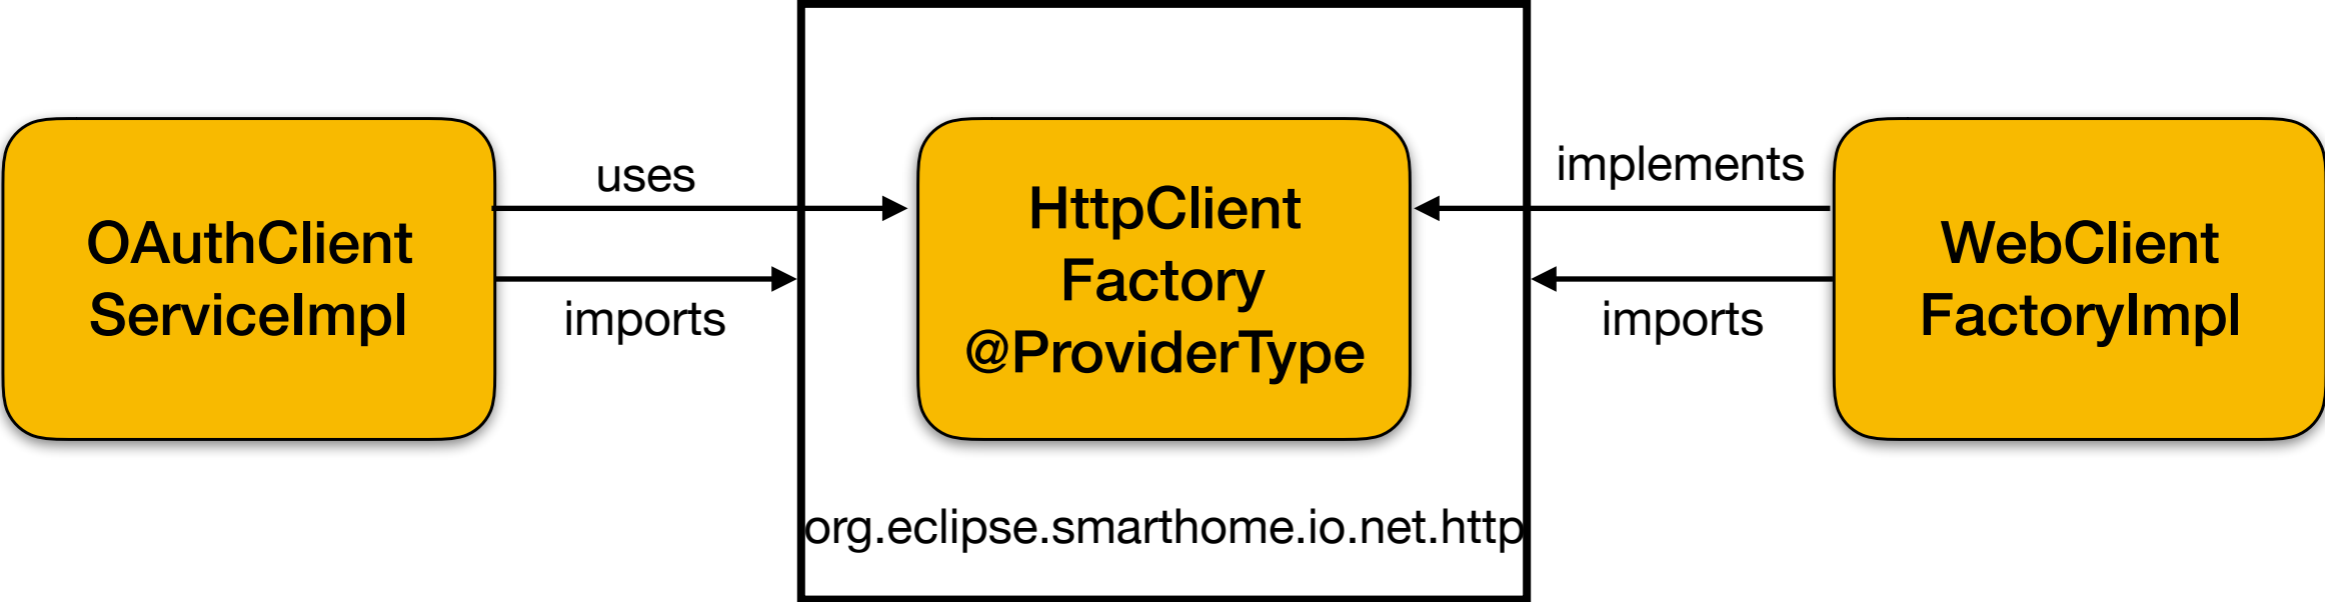 OAuthClient
ServiceImpl
uses
imports
HttpClient
Factory
@ProviderType
org.eclipse.smarthome.io.net.http
implements
imports
WebClient
FactoryImpl